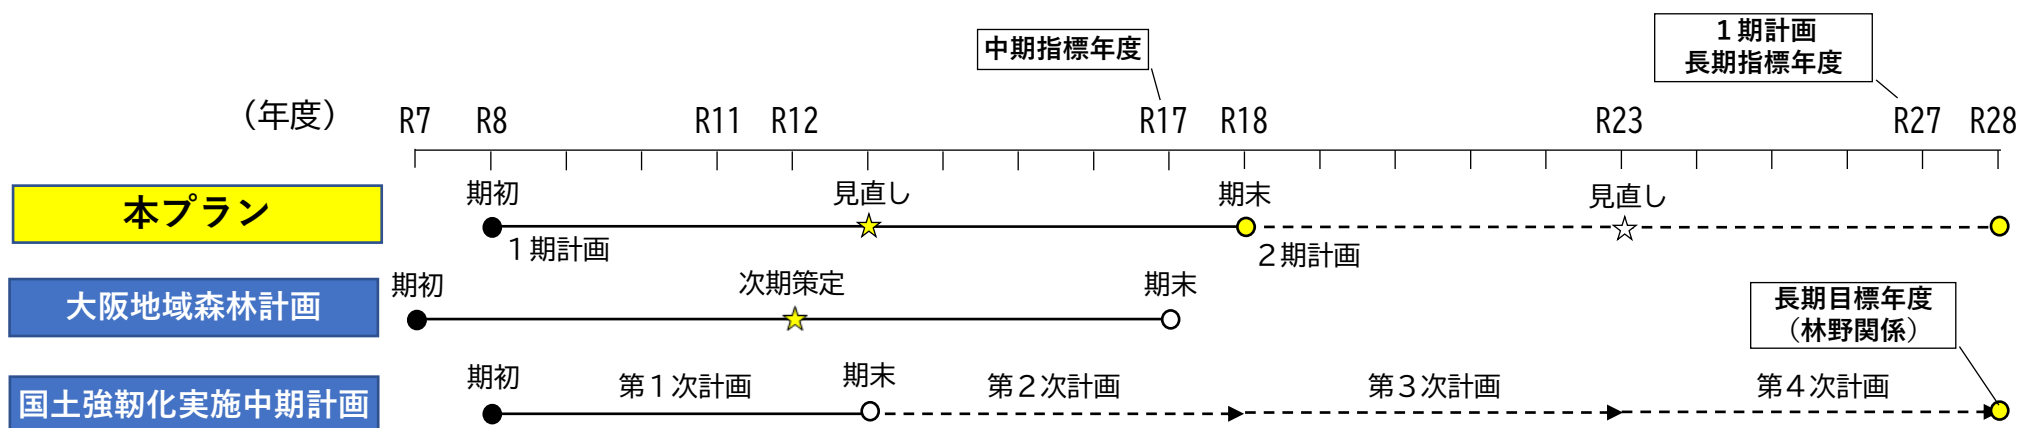 中期指標年度
１期計画
長期指標年度
（年度）
R7 R8 R11 R12 R17 R18 R23 R27 R28
本プラン
期初 見直し 期末 見直し
１期計画 ２期計画
大阪地域森林計画
期初 次期策定 期末
長期目標年度
（林野関係）
国土強靭化実施中期計画
期初 第１次計画 期末 第２次計画 第３次計画 第４次計画